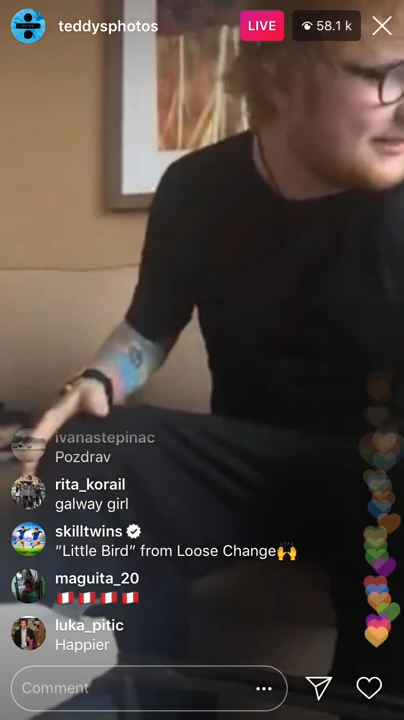 teddysphotos
LIVE
58.1 k
ivanastepinac
Pozdrav
rita_korail
galway girl
skilltwins
"Little Bird" from Loose Change🙌
maguita_20
🇵🇪🇵🇪🇵🇪🇵🇪
luka_pitic
Happier
Comment